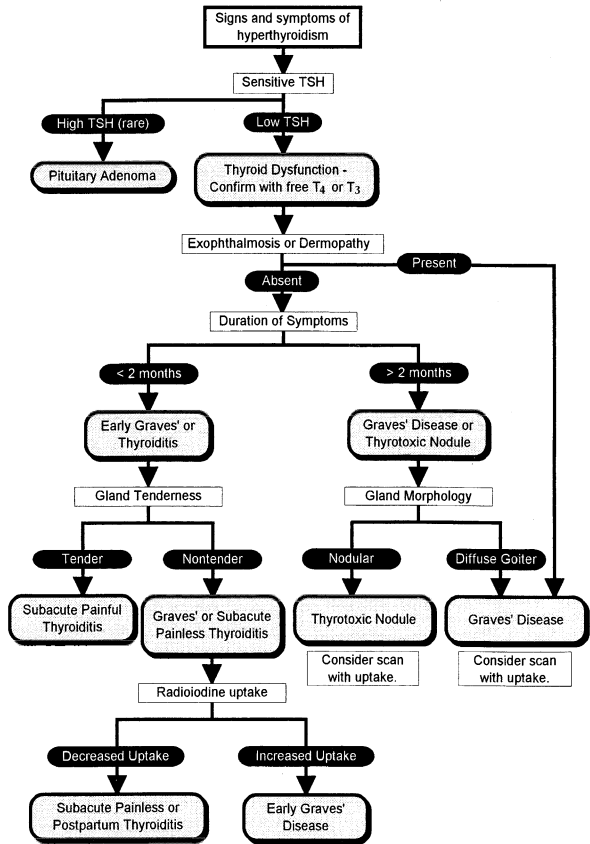 Signs and symptoms of
hyperthyroidism
Sensitive TSH
High TSH (rare)
Low TSH
Pituitary Adenoma
Thyroid Dysfunction -
Confirm with free T4 or T3
Exophthalmosis or Dermopathy
Present
Absent
Duration of Symptoms
< 2 months
> 2 months
Early Graves' or
Thyroiditis
Graves' Disease or
Thyrotoxic Nodule
Gland Tenderness
Gland Morphology
Tender
Nontender
Nodular
Diffuse Goiter
Subacute Painful
Thyroiditis
Graves' or Subacute
Painless Thyroiditis
Thyrotoxic Nodule
Graves' Disease
Consider scan
with uptake.
Consider scan
with uptake.
Radioiodine uptake
Decreased Uptake
Increased Uptake
Subacute Painless or
Postpartum Thyroiditis
Early Graves'
Disease